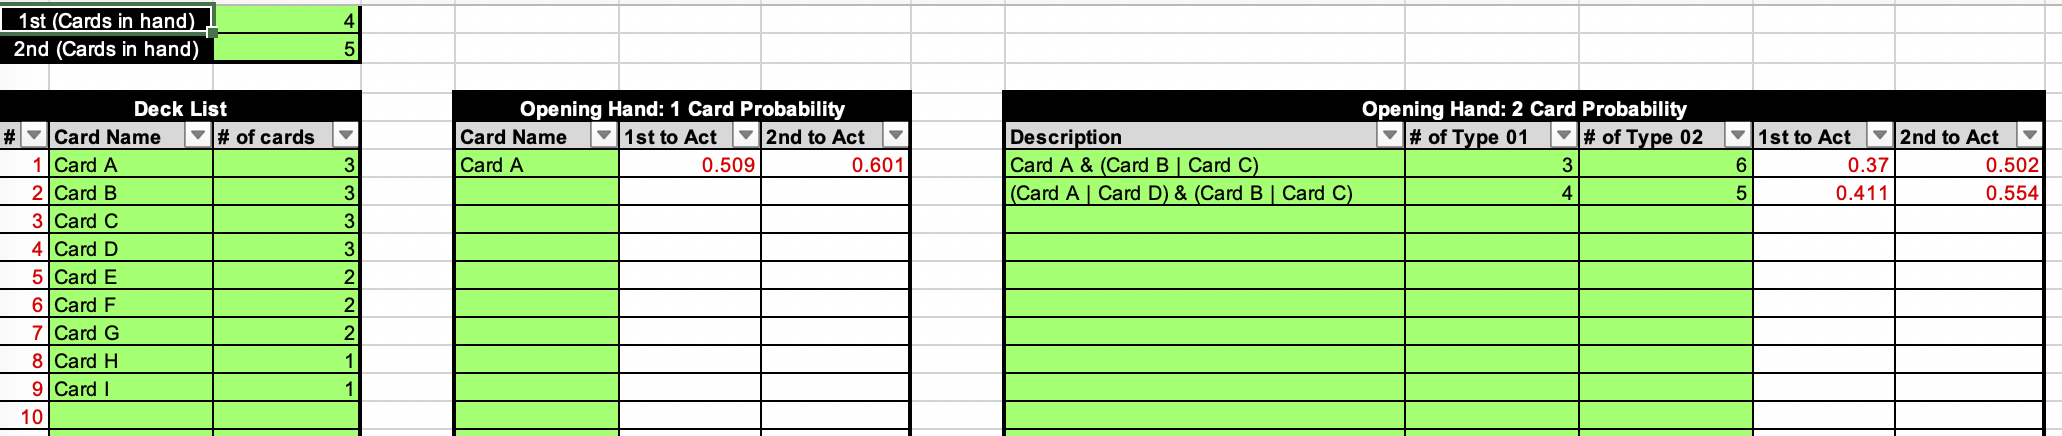 1st (Cards in hand) 4
2nd (Cards in hand) 5
Deck List Opening Hand: 1 Card Probability Opening Hand: 2 Card Probability
# Card Name # of cards Card Name 1st to Act 2nd to Act Description # of Type 01 # of Type 02 1st to Act 2nd to Act
1 Card A 3 Card A 0.509 0.601 Card A & (Card B | Card C) 3 6 0.37 0.502
2 Card B 3 (Card A | Card D) & (Card B | Card C) 4 5 0.411 0.554
3 Card C 3
4 Card D 3
5 Card E 2
6 Card F 2
7 Card G 2
8 Card H 1
9 Card I 1
10